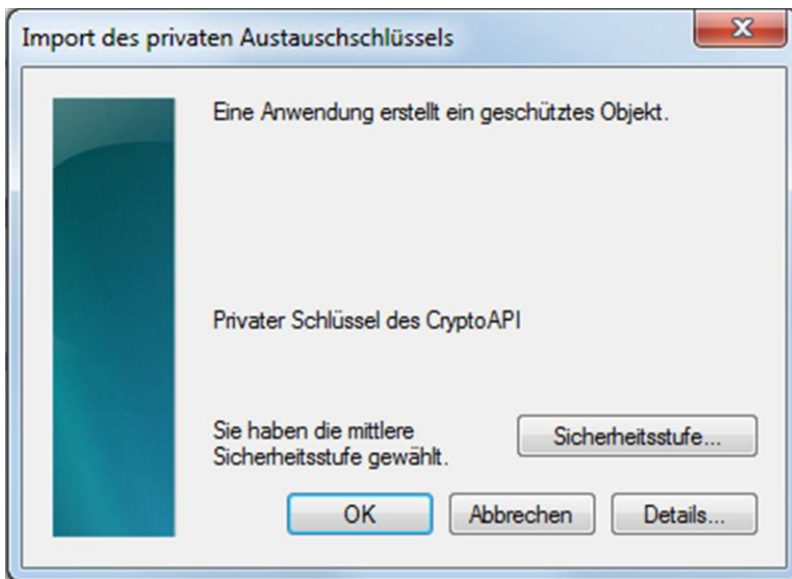 Import des privaten Austauschschlüssels
Eine Anwendung erstellt ein geschütztes Objekt.
Privater Schlüssel des CryptoAPI
Sie haben die mittlere
Sicherheitsstufe gewählt.
Sicherheitsstufe...
OK
Abbrechen
Details...